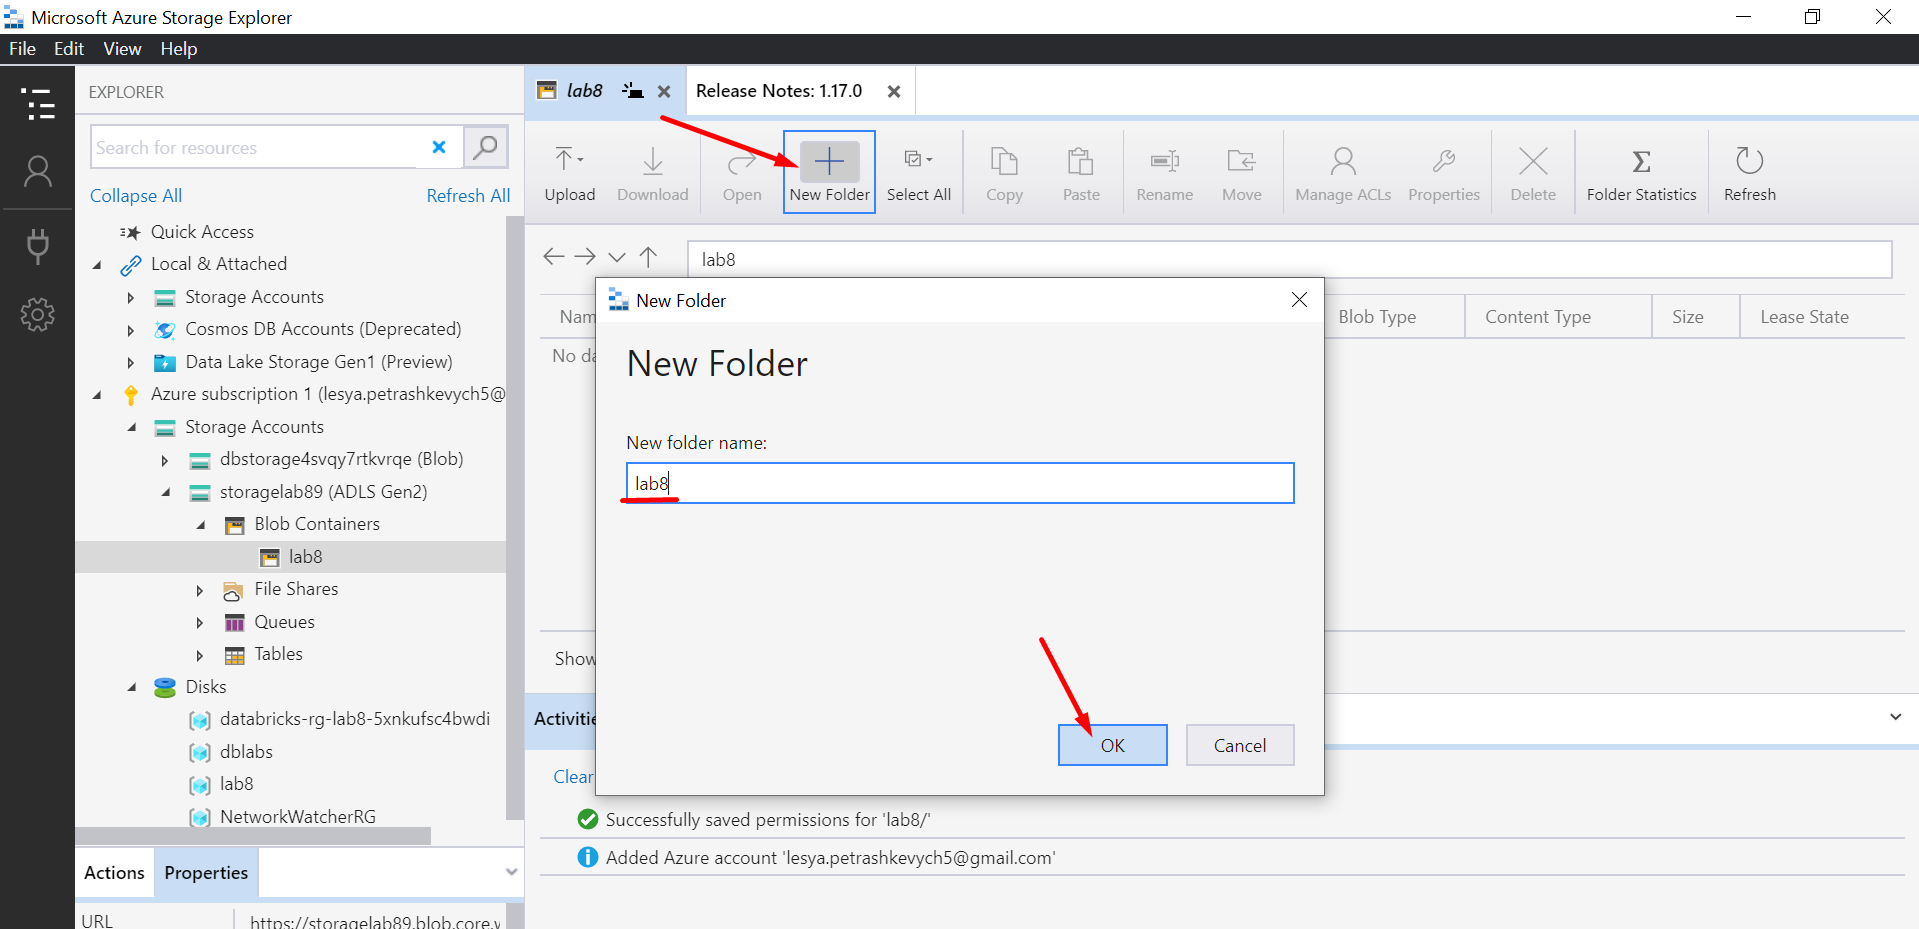 Microsoft Azure Storage Explorer
File Edit View Help
EXPLORER
Search for resources
Collapse All Refresh All
Quick Access
Local & Attached
Storage Accounts
Cosmos DB Accounts (Deprecated)
Data Lake Storage Gen1 (Preview)
Azure subscription 1 (lesya.petrashkevych5@
Storage Accounts
dbstorage4svqy7rtkvrqe (Blob)
storagelab89 (ADLS Gen2)
Blob Containers
lab8
File Shares
Queues
Tables
Disks
databricks-rg-lab8-5xnkufsc4bwdi
dblabs
lab8
NetworkWatcherRG
Actions Properties
URL https://storagelab89.blob.core.w
lab8 Release Notes: 1.17.0
Upload Download Open New Folder Select All Copy Paste Rename Move Manage ACLs Properties Delete Folder Statistics Refresh
lab8
Nam Blob Type Content Type Size Lease State
No da
Show
New Folder
New Folder
New folder name:
lab8
OK Cancel
Activitie
Clear
Successfully saved permissions for 'lab8/'
Added Azure account 'lesya.petrashkevych5@gmail.com'